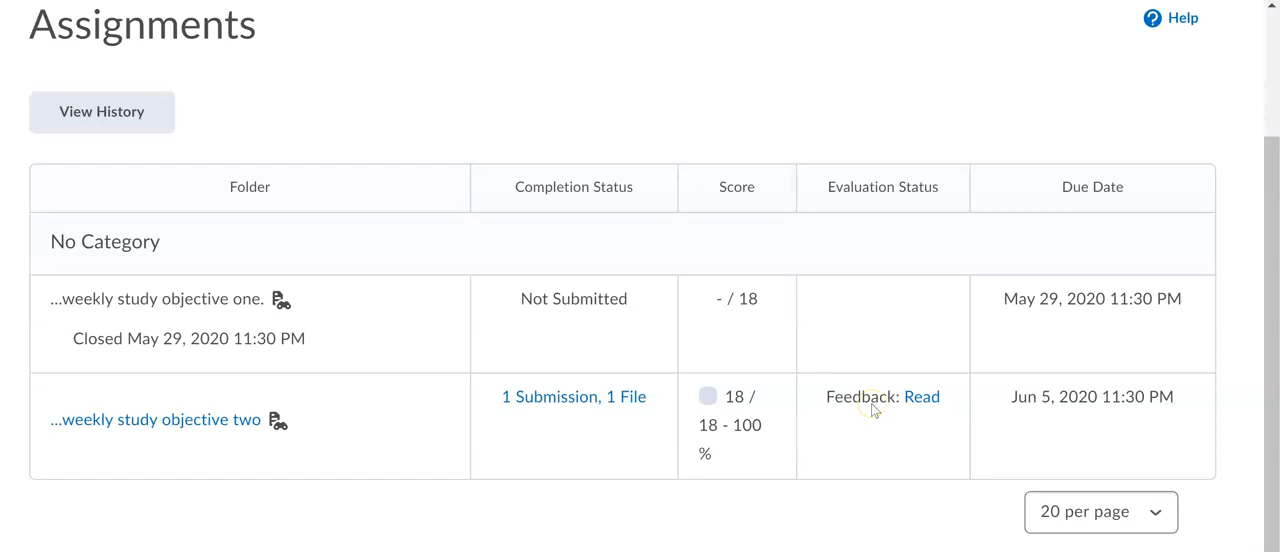 Assignments
Help
View History
Folder
Completion Status
Score
Evaluation Status
Due Date
No Category
...weekly study objective one.
Not Submitted
- / 18
May 29, 2020 11:30 PM
Closed May 29, 2020 11:30 PM
...weekly study objective two
1 Submission, 1 File
18 /
18 - 100
%
Feedback: Read
Jun 5, 2020 11:30 PM
20 per page